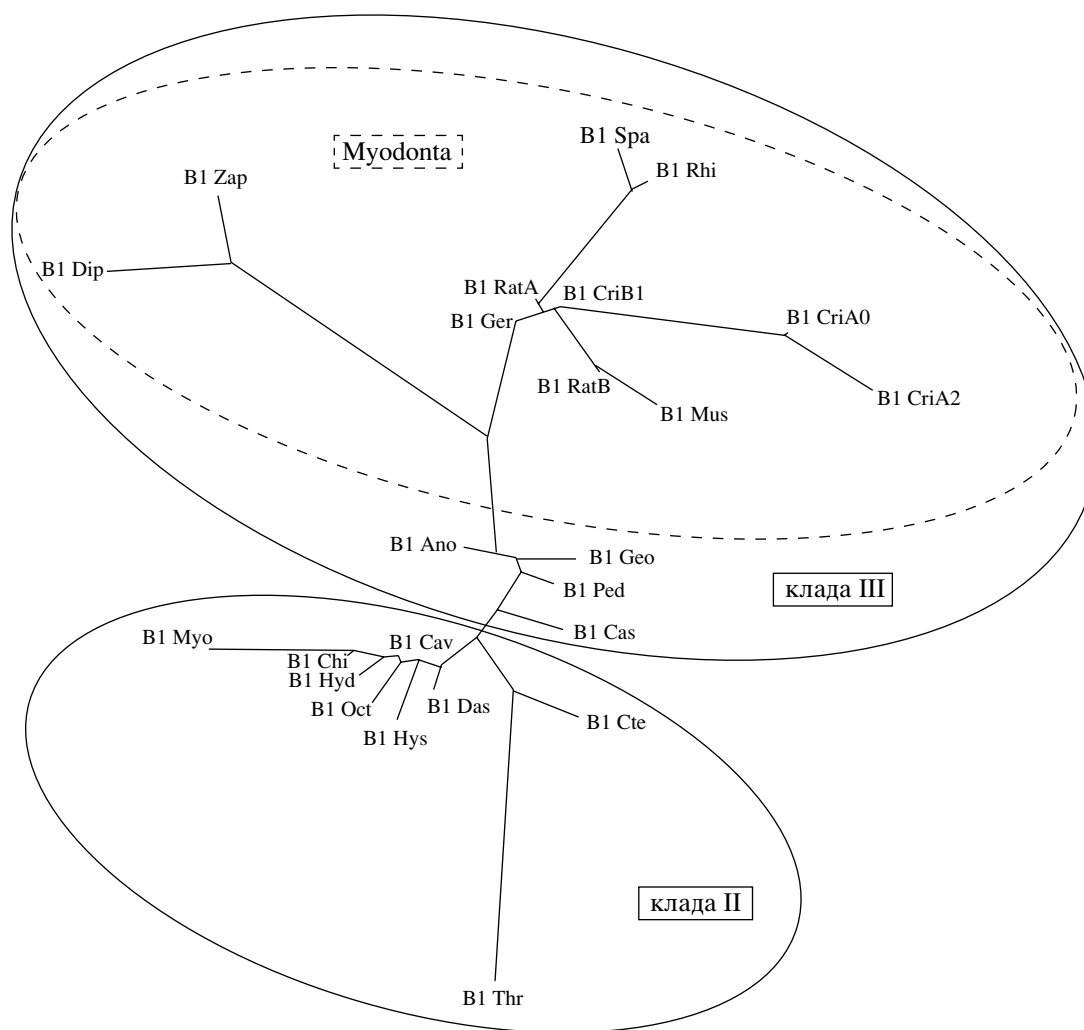 B1 Spa
Myodonta
B1 Rhi
B1 Zap
B1 Dip
B1 RatA
B1 CriB1
B1 Ger
B1 CriA0
B1 RatB
B1 CriA2
B1 Mus
B1 Ano
B1 Geo
B1 Ped
клада III
B1 Cas
B1 Myo
B1 Cav
B1 Chi
B1 Hyd
B1 Oct
B1 Das
B1 Cte
B1 Hys
клада II
B1 Thr